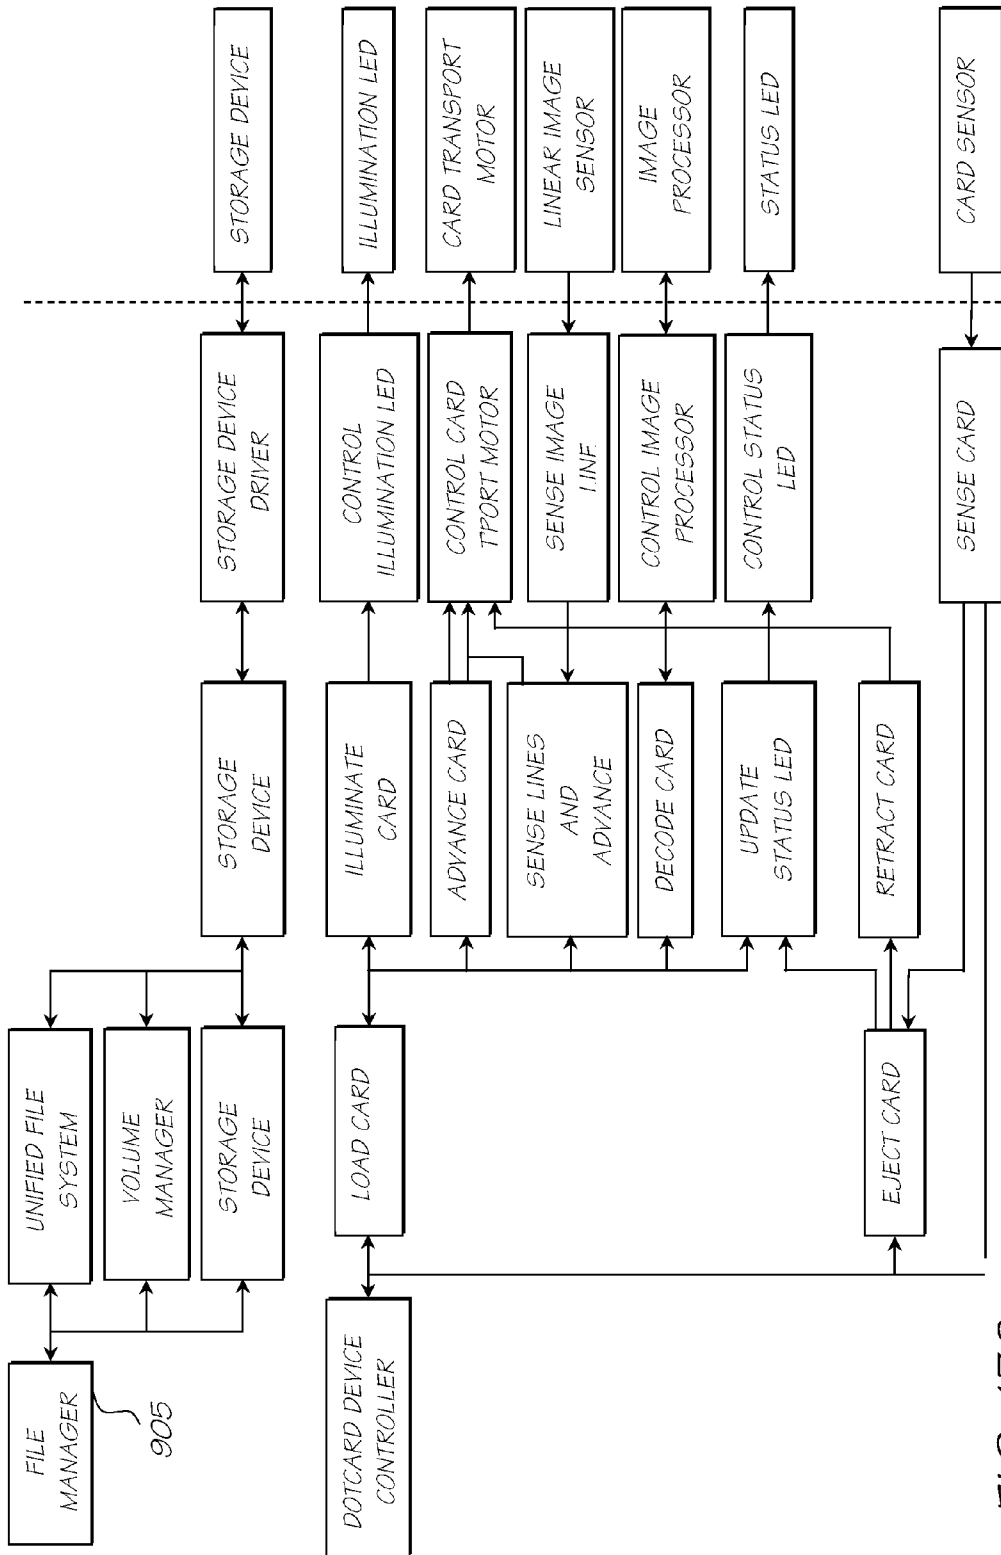 FILE
MANAGER
905
UNIFIED FILE
SYSTEM
VOLUME
MANAGER
STORAGE
DEVICE
STORAGE
DEVICE
STORAGE DEVICE
DRIVER
STORAGE DEVICE
DOTCARD DEVICE
CONTROLLER
LOAD CARD
ILLUMINATE
CARD
CONTROL
ILLUMINATION LED
ILLUMINATION LED
ADVANCE CARD
CONTROL CARD
T'PORT MOTOR
CARD TRANSPORT
MOTOR
SENSE LINES
AND
ADVANCE
SENSE IMAGE
LINE
LINEAR IMAGE
SENSOR
DECODE CARD
CONTROL IMAGE
PROCESSOR
IMAGE
PROCESSOR
UPDATE
STATUS LED
CONTROL STATUS
LED
STATUS LED
EJECT CARD
RETRACT CARD
SENSE CARD
CARD SENSOR